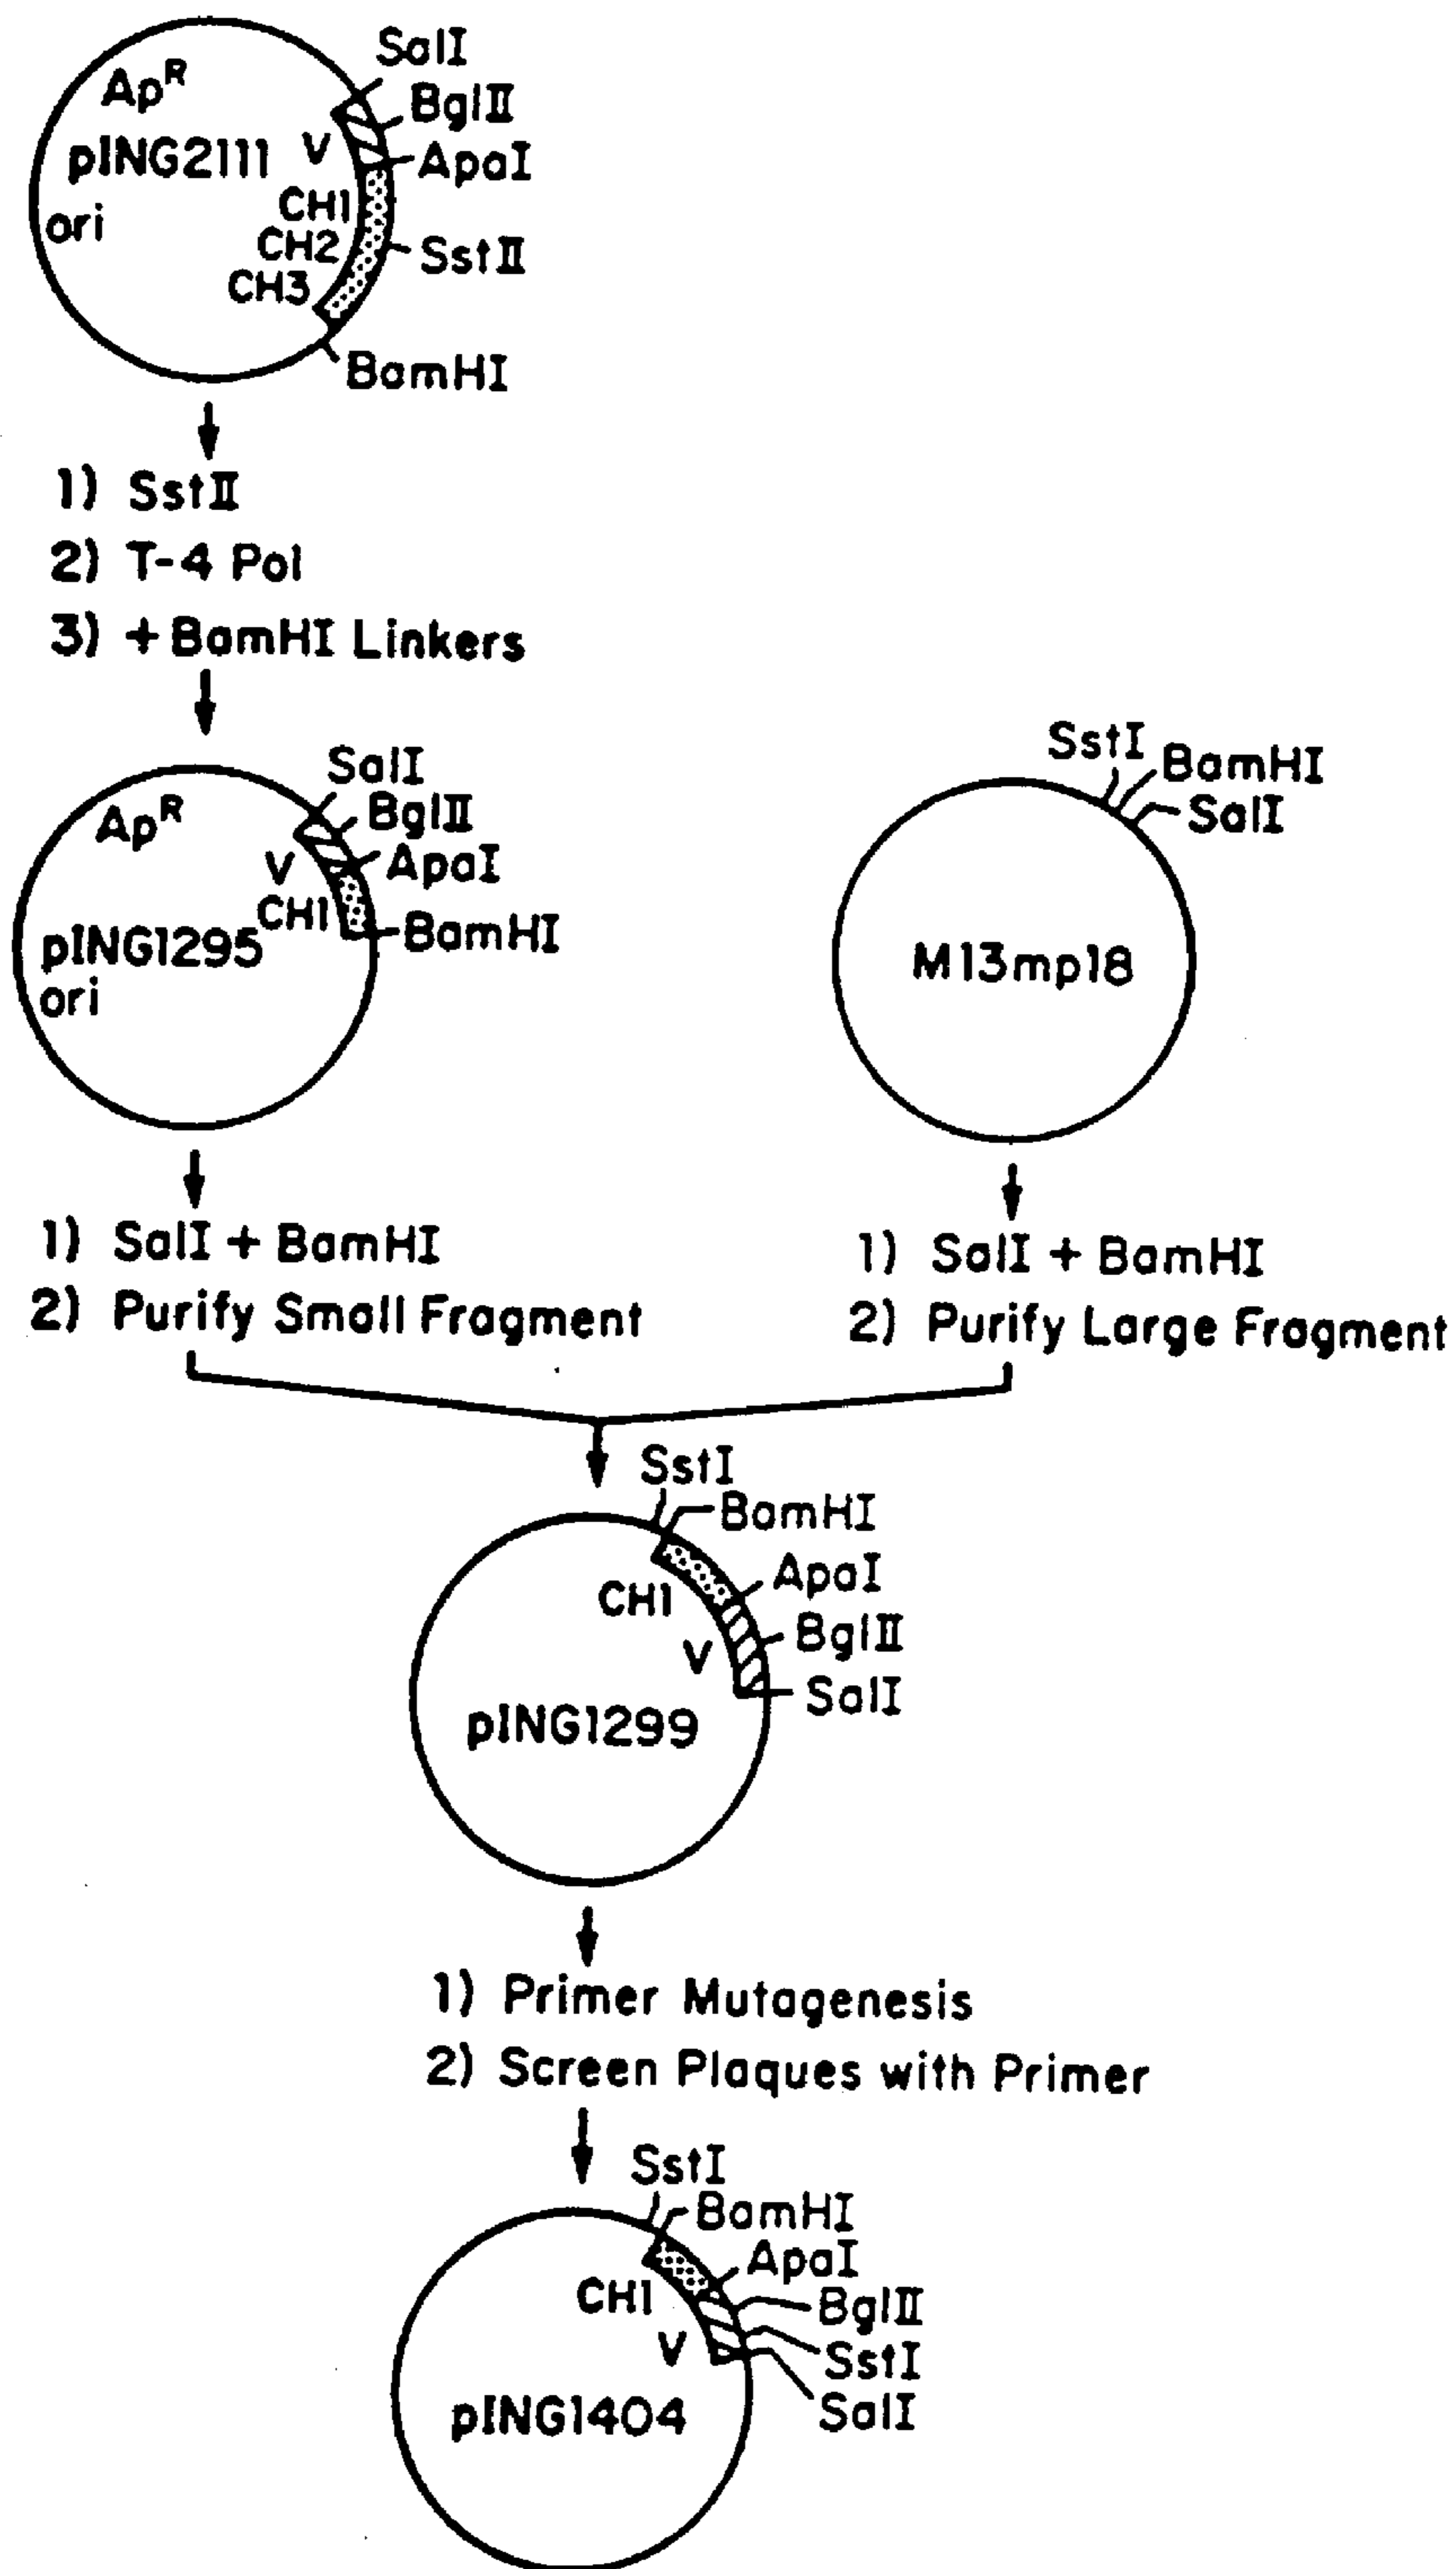 SalI
Ap^R
BglII
pING2111
V
ApaI
CH1
ori
CH2
SstII
CH3
BamHI
1) SstII
2) T-4 Pol
3) +BamHI Linkers
SalI
Ap^R
BglII
V
ApaI
CH1
BamHI
pING1295
ori
SstI
BamHI
SalI
M13mp18
1) SalI + BamHI
2) Purify Small Fragment
1) SalI + BamHI
2) Purify Large Fragment
SstI
BamHI
ApaI
CH1
BglII
V
SalI
pING1299
1) Primer Mutagenesis
2) Screen Plaques with Primer
SstI
BamHI
ApaI
CH1
BglII
V
SstI
SalI
pING1404